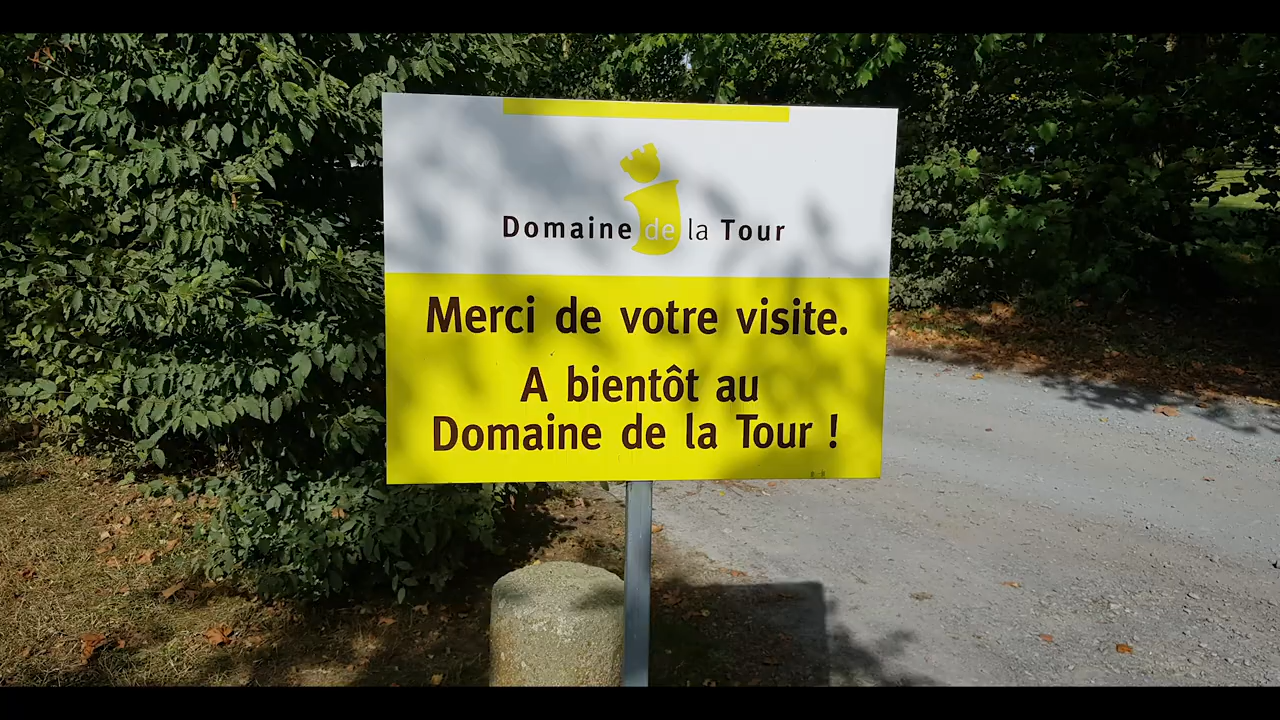 Domaine de la Tour
Merci de votre visite.
A bientôt au
Domaine de la Tour !